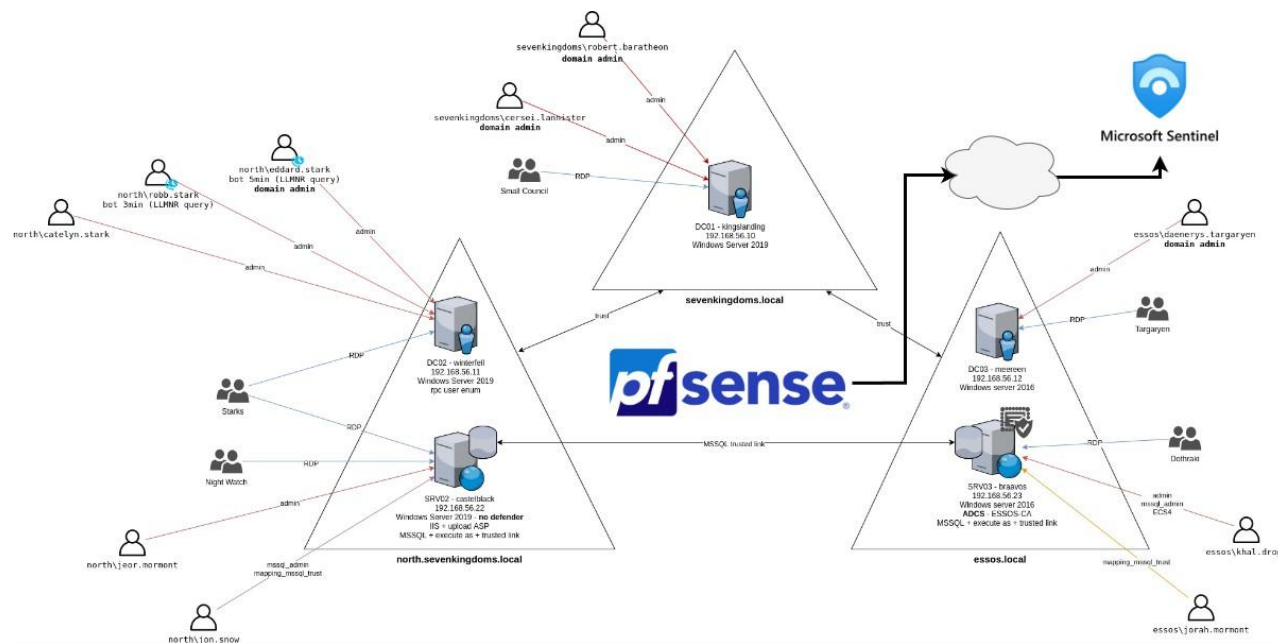 sevenkingdoms\robert.baratheon
domain admin
admin
sevenkingdoms\cersei.lannister
domain admin
admin
Small Council
RDP
DC01 - kingslanding
192.168.56.10
Windows Server 2019
sevenkingdoms.local
Microsoft Sentinel
north\eddard.stark
bot 5min (LLMNR query)
domain admin
north\robb.stark
bot 3min (LLMNR query)
north\catelyn.stark
admin
admin
admin
trust
trust
DC02 - winterfell
192.168.56.11
Windows Server 2019
rpc user enum
RDP
Starks
RDP
Night Watch
RDP
admin
north\jeor.mormont
SRV02 - castelblack
192.168.56.22
Windows Server 2019 - no defender
IIS + upload ASP
MSSQL + execute as + trusted link
north.sevenkingdoms.local
mssql_admin
mapping_mssql_trust
north\jon.snow
pfsense
MSSQL trusted link
essos\daenerys.targaryen
domain admin
admin
RDP
Targaryen
DC03 - meereen
192.168.56.12
Windows server 2016
RDP
Dothraki
SRV03 - braavos
192.168.56.23
Windows server 2016
ADCS - ESSOS-CA
MSSQL + execute as + trusted link
essos.local
admin
mssql_admin
ECS4
essos\khal.drog
mapping_mssql_trust
essos\jorah.mormont